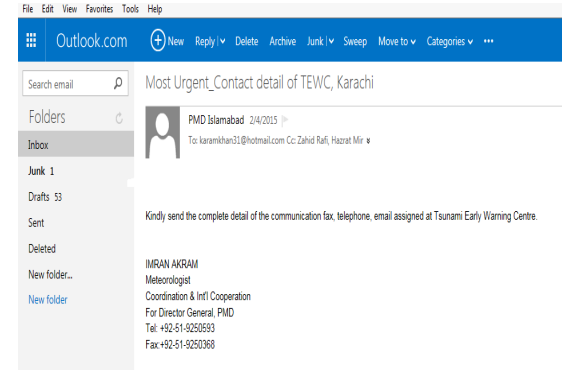 File Edit View Favorites Tools Help
Outlook.com New Reply Delete Archive Junk Sweep Move to Categories •••
Search email
Most Urgent_Contact detail of TEWC, Karachi
Folders
PMD Islamabad 2/4/2015
To: karamkhan31@hotmail.com Cc: Zahid Rafi, Hazrat Mir
Inbox
Junk 1
Drafts 53
Sent
Deleted
New folder...
New folder
Kindly send the complete detail of the communication fax, telephone, email assigned at Tsunami Early Warning Centre.
IMRAN AKRAM
Meteorologist
Coordination & Int'l Cooperation
For Director General, PMD
Tel: +92-51-9250593
Fax:+92-51-9250368